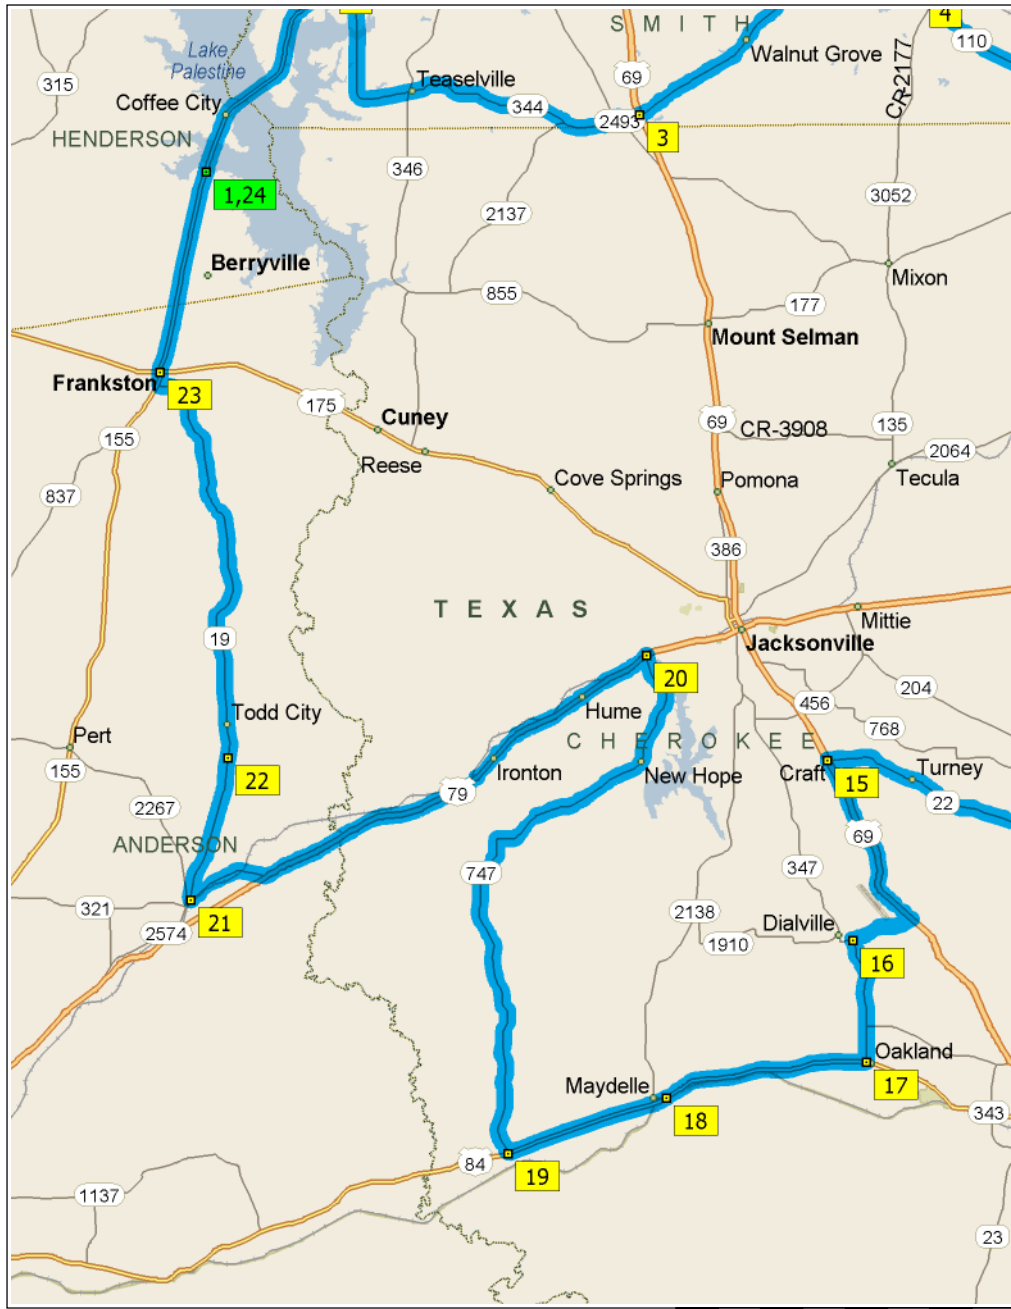 SMITH
4
110
Walnut Grove
Lake
Palestine
69
CR-2177
315
Teaselville
Coffee City
344
2493
HENDERSON
3
346
1,24
3052
2137
Berryville
Mixon
855
177
Mount Selman
Frankston
23
175
Cuney
69
CR-3908
135
155
2064
Reese
Cove Springs
Pomona
Tecula
837
386
TEXAS
Mittie
19
Jacksonville
20
204
Todd City
Hume
456
768
Pert
CHEROKEE
155
22
Ironton
New Hope
Craft
15
Turney
79
22
2267
ANDERSON
69
747
347
321
21
2138
Dialville
2574
1910
16
Oakland
Maydelle
17
18
343
84
19
1137
23